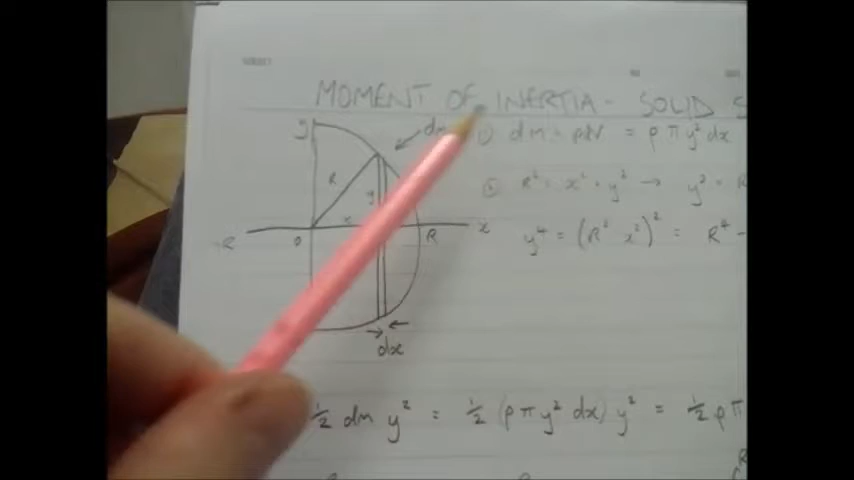 MOMENT OF INERTIA - SOLID S
y
dm
① dm = ρdV = ρ π y² dx
R
y
② R² = x² + y² → y² = R
x
-R O R x
y⁴ = (R² x²)² = R⁴ -
dx
½ dm y² = ½ (ρ π y² dx) y² = ½ ρ π
R